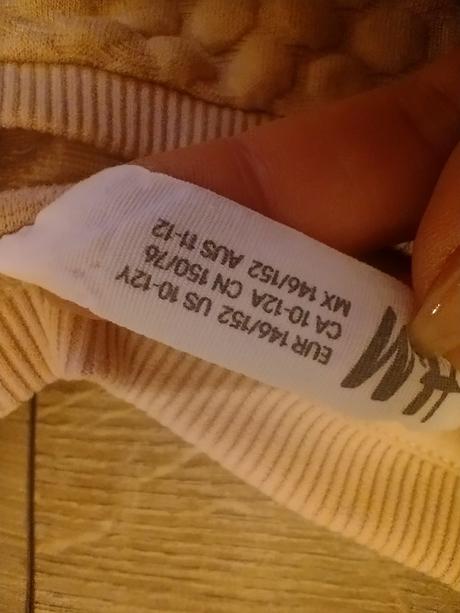 H&M
EUR 146/152 US 10-12Y
CA 10-12A CN 150/76
MX 146/152 AUS 11-12